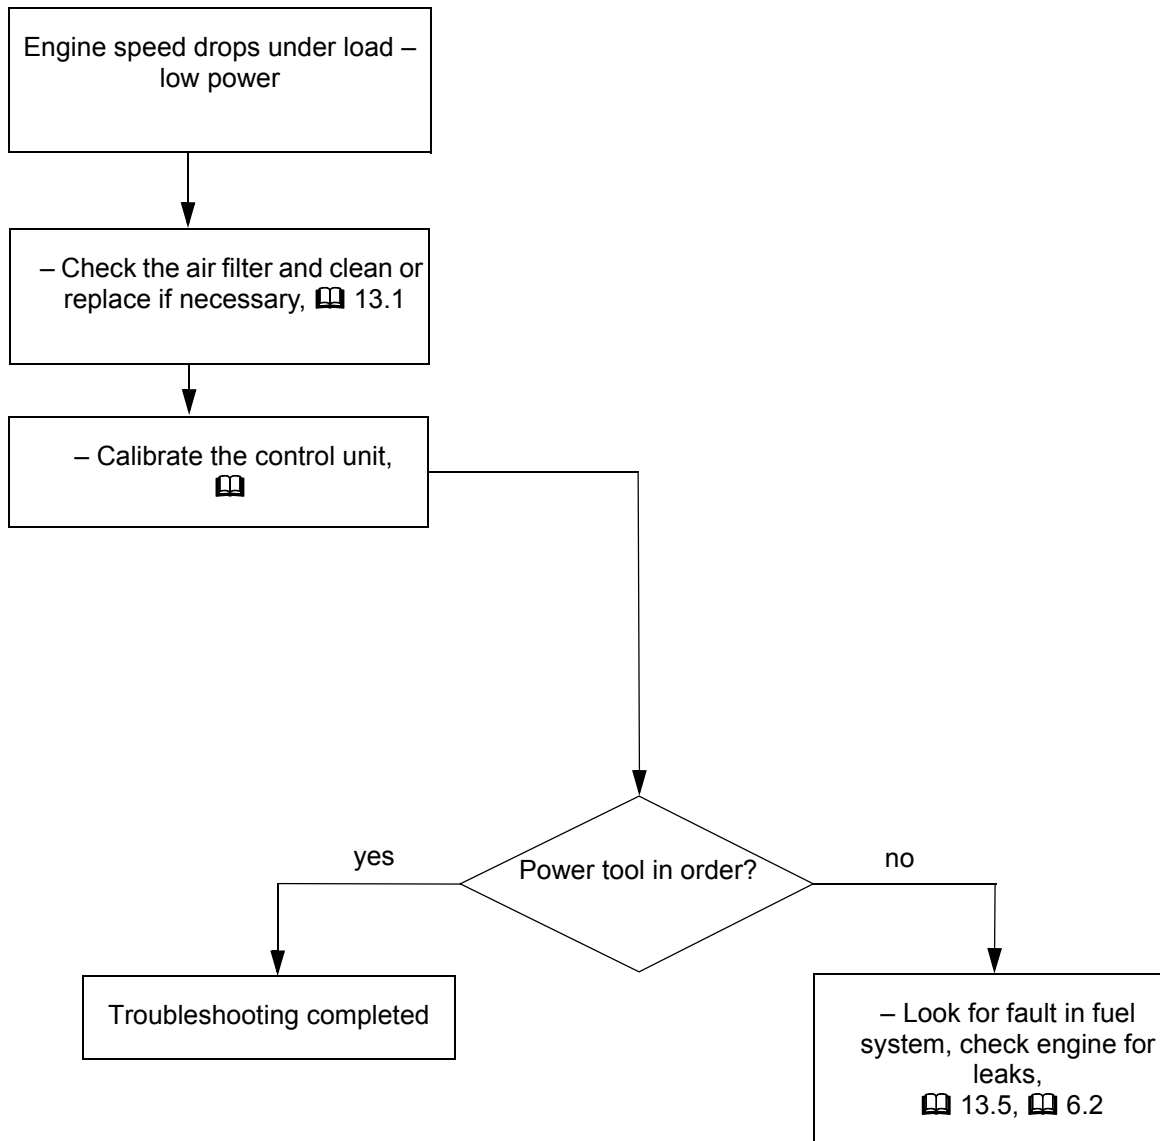 Engine speed drops under load –
low power
– Check the air filter and clean or
replace if necessary, 🕮 13.1
– Calibrate the control unit,
🕮
Power tool in order?
yes
no
Troubleshooting completed
– Look for fault in fuel
system, check engine for
leaks,
🕮 13.5, 🕮 6.2